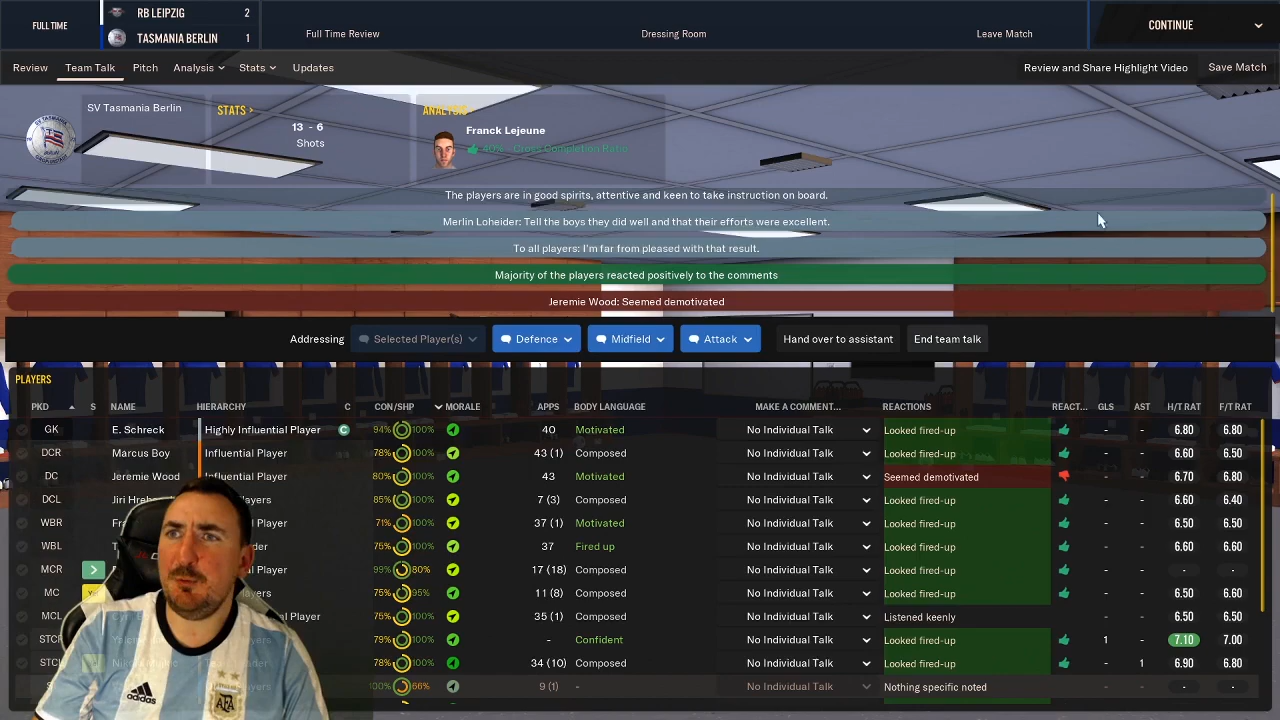 FULL TIME
RB LEIPZIG 2
TASMANIA BERLIN 1
Full Time Review
Dressing Room
Leave Match
CONTINUE
Review
Team Talk
Pitch
Analysis
Stats
Updates
Review and Share Highlight Video
Save Match
SV Tasmania Berlin
STATS >
13 - 6
Shots
ANALYSIS
Franck Lejeune
40% - Cross Completion Ratio
The players are in good spirits, attentive and keen to take instruction on board.
Merlin Loheider: Tell the boys they did well and that their efforts were excellent.
To all players: I'm far from pleased with that result.
Majority of the players reacted positively to the comments
Jeremie Wood: Seemed demotivated
Addressing Selected Player(s) Defence Midfield Attack Hand over to assistant End team talk
PLAYERS
PKD S NAME HIERARCHY C CON/SHP MORALE APPS BODY LANGUAGE MAKE A COMMENT... REACTIONS REACT... GLS AST H/T RAT F/T RAT
GK E. Schreck Highly Influential Player C 94% 100% 40 Motivated No Individual Talk Looked fired-up - - 6.80 6.80
DCR Marcus Boy Influential Player 78% 100% 43 (1) Composed No Individual Talk Looked fired-up - - 6.60 6.50
DC Jeremie Wood Influential Player 80% 100% 43 Motivated No Individual Talk Seemed demotivated - - 6.70 6.80
DCL Jiri 85% 100% 7 (3) Composed No Individual Talk Looked fired-up - - 6.60 6.40
WBR Player 71% 100% 37 (1) Motivated No Individual Talk Looked fired-up - - 6.50 6.50
WBL 75% 100% 37 Fired up No Individual Talk Looked fired-up - - 6.60 6.60
MCR Player 99% 80% 17 (18) Composed No Individual Talk Looked fired-up - - - -
MC 75% 95% 11 (8) Composed No Individual Talk Looked fired-up - - 6.50 6.60
MCL Player 75% 100% 35 (1) Composed No Individual Talk Listened keenly - - 6.50 6.50
79% 100% - Confident No Individual Talk Looked fired-up 1 - 7.10 7.00
STCL 78% 100% 34 (10) Composed No Individual Talk Looked fired-up - 1 6.90 6.80
100% 66% 9 (1) - No Individual Talk Nothing specific noted - - - -
adidas
AFA